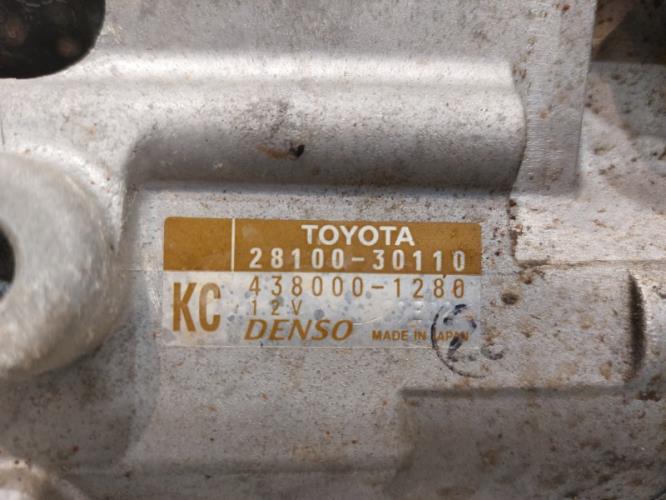 TOYOTA
28100-30110
438000-1280
KC
12V
DENSO MADE IN JAPAN